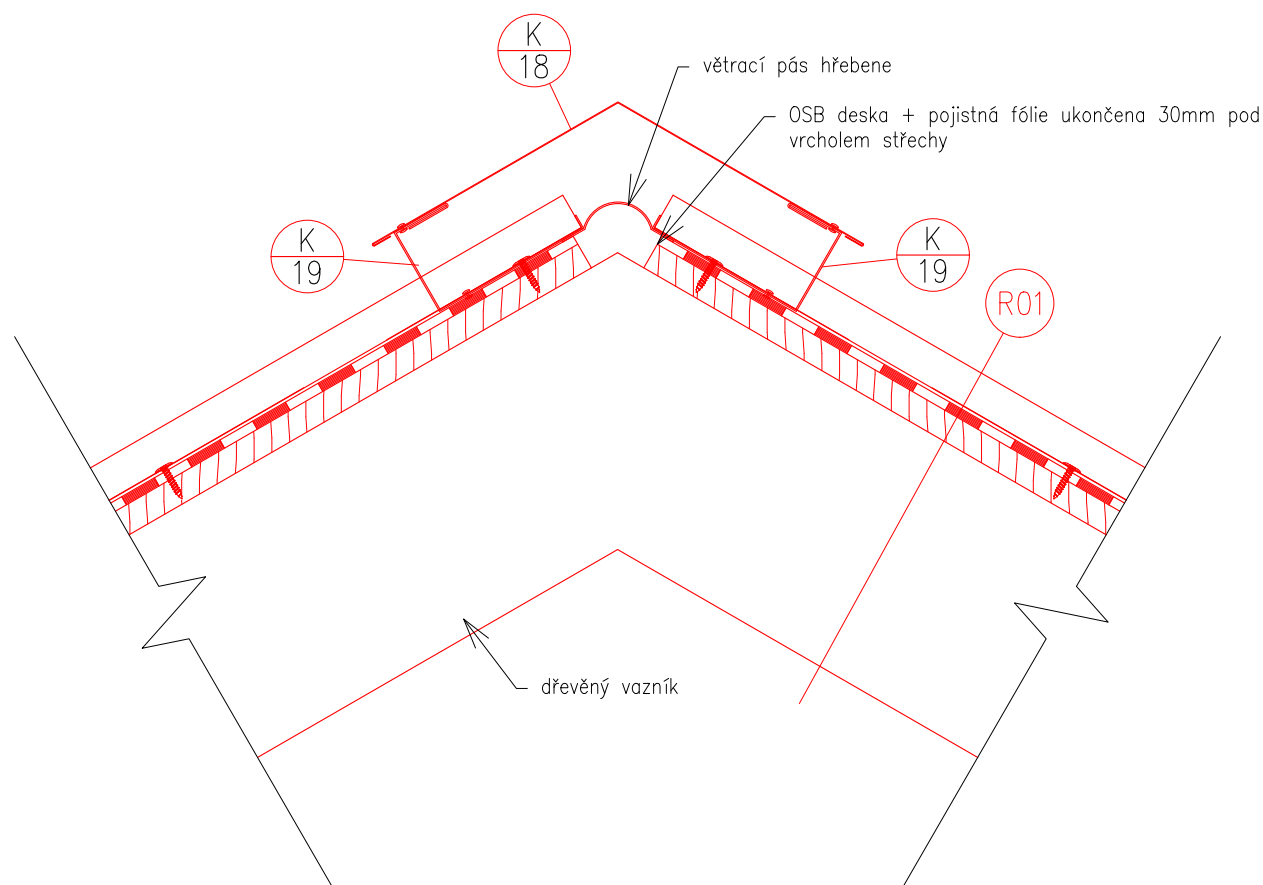 K
18
větrací pás hřebene
OSB deska + pojistná fólie ukončena 30mm pod
vrcholem střechy
K
19
K
19
R01
dřevěný vazník